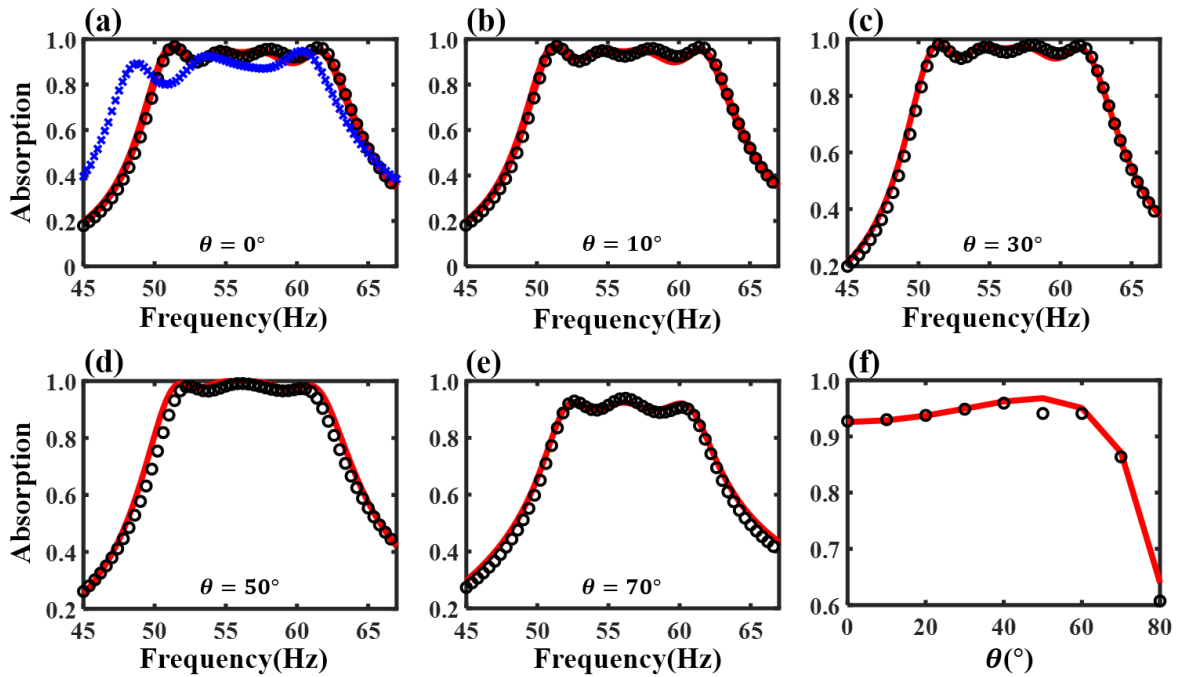 (a)
1.0
0.8
0.6
0.4
0.2
0
Absorption
θ = 0°
45 50 55 60 65
Frequency(Hz)
(b)
1.0
0.8
0.6
0.4
0.2
0
θ = 10°
45 50 55 60 65
Frequency(Hz)
(c)
1.0
0.8
0.6
0.4
0.2
θ = 30°
45 50 55 60 65
Frequency(Hz)
(d)
1.0
0.8
0.6
0.4
0.2
Absorption
θ = 50°
45 50 55 60 65
Frequency(Hz)
(e)
1.0
0.8
0.6
0.4
0.2
θ = 70°
45 50 55 60 65
Frequency(Hz)
(f)
1.0
0.9
0.8
0.7
0.6
0 20 40 60 80
θ(°)